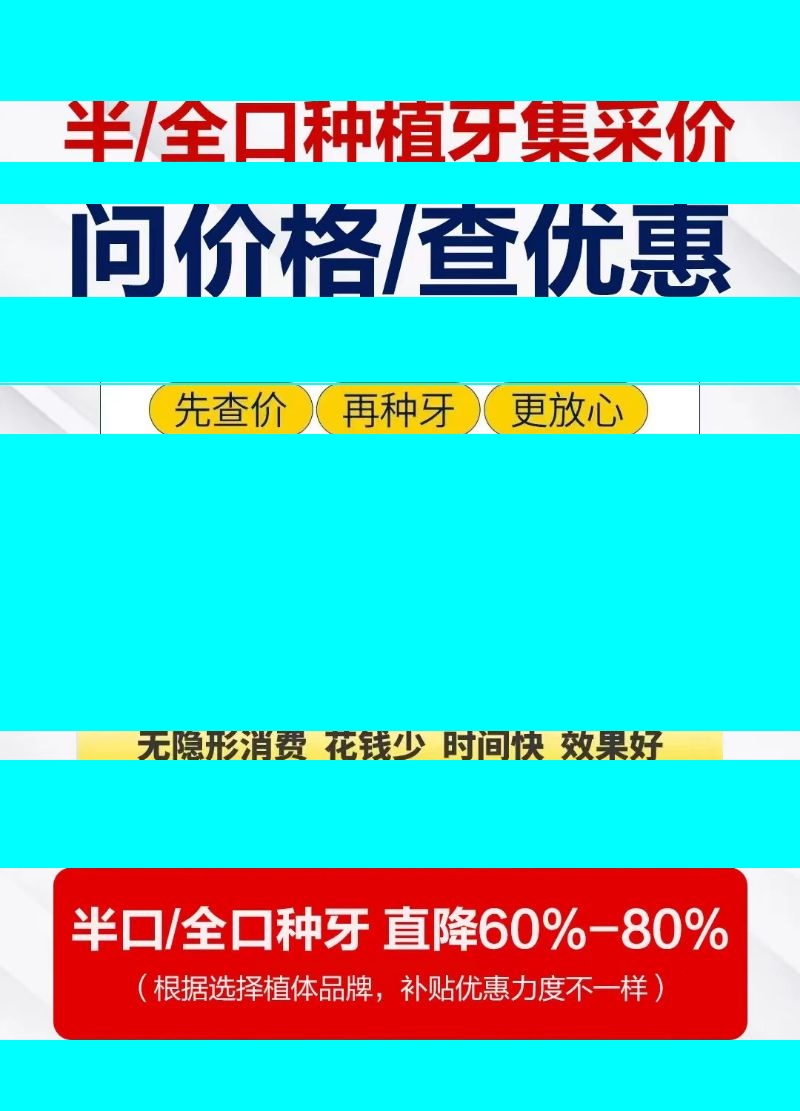 半/全口种植牙集采价
问价格/查优惠
先查价 再种牙 更放心
无隐形消费 花钱少 时间快 效果好
半口/全口种牙 直降60%-80%
（根据选择植体品牌，补贴优惠力度不一样）